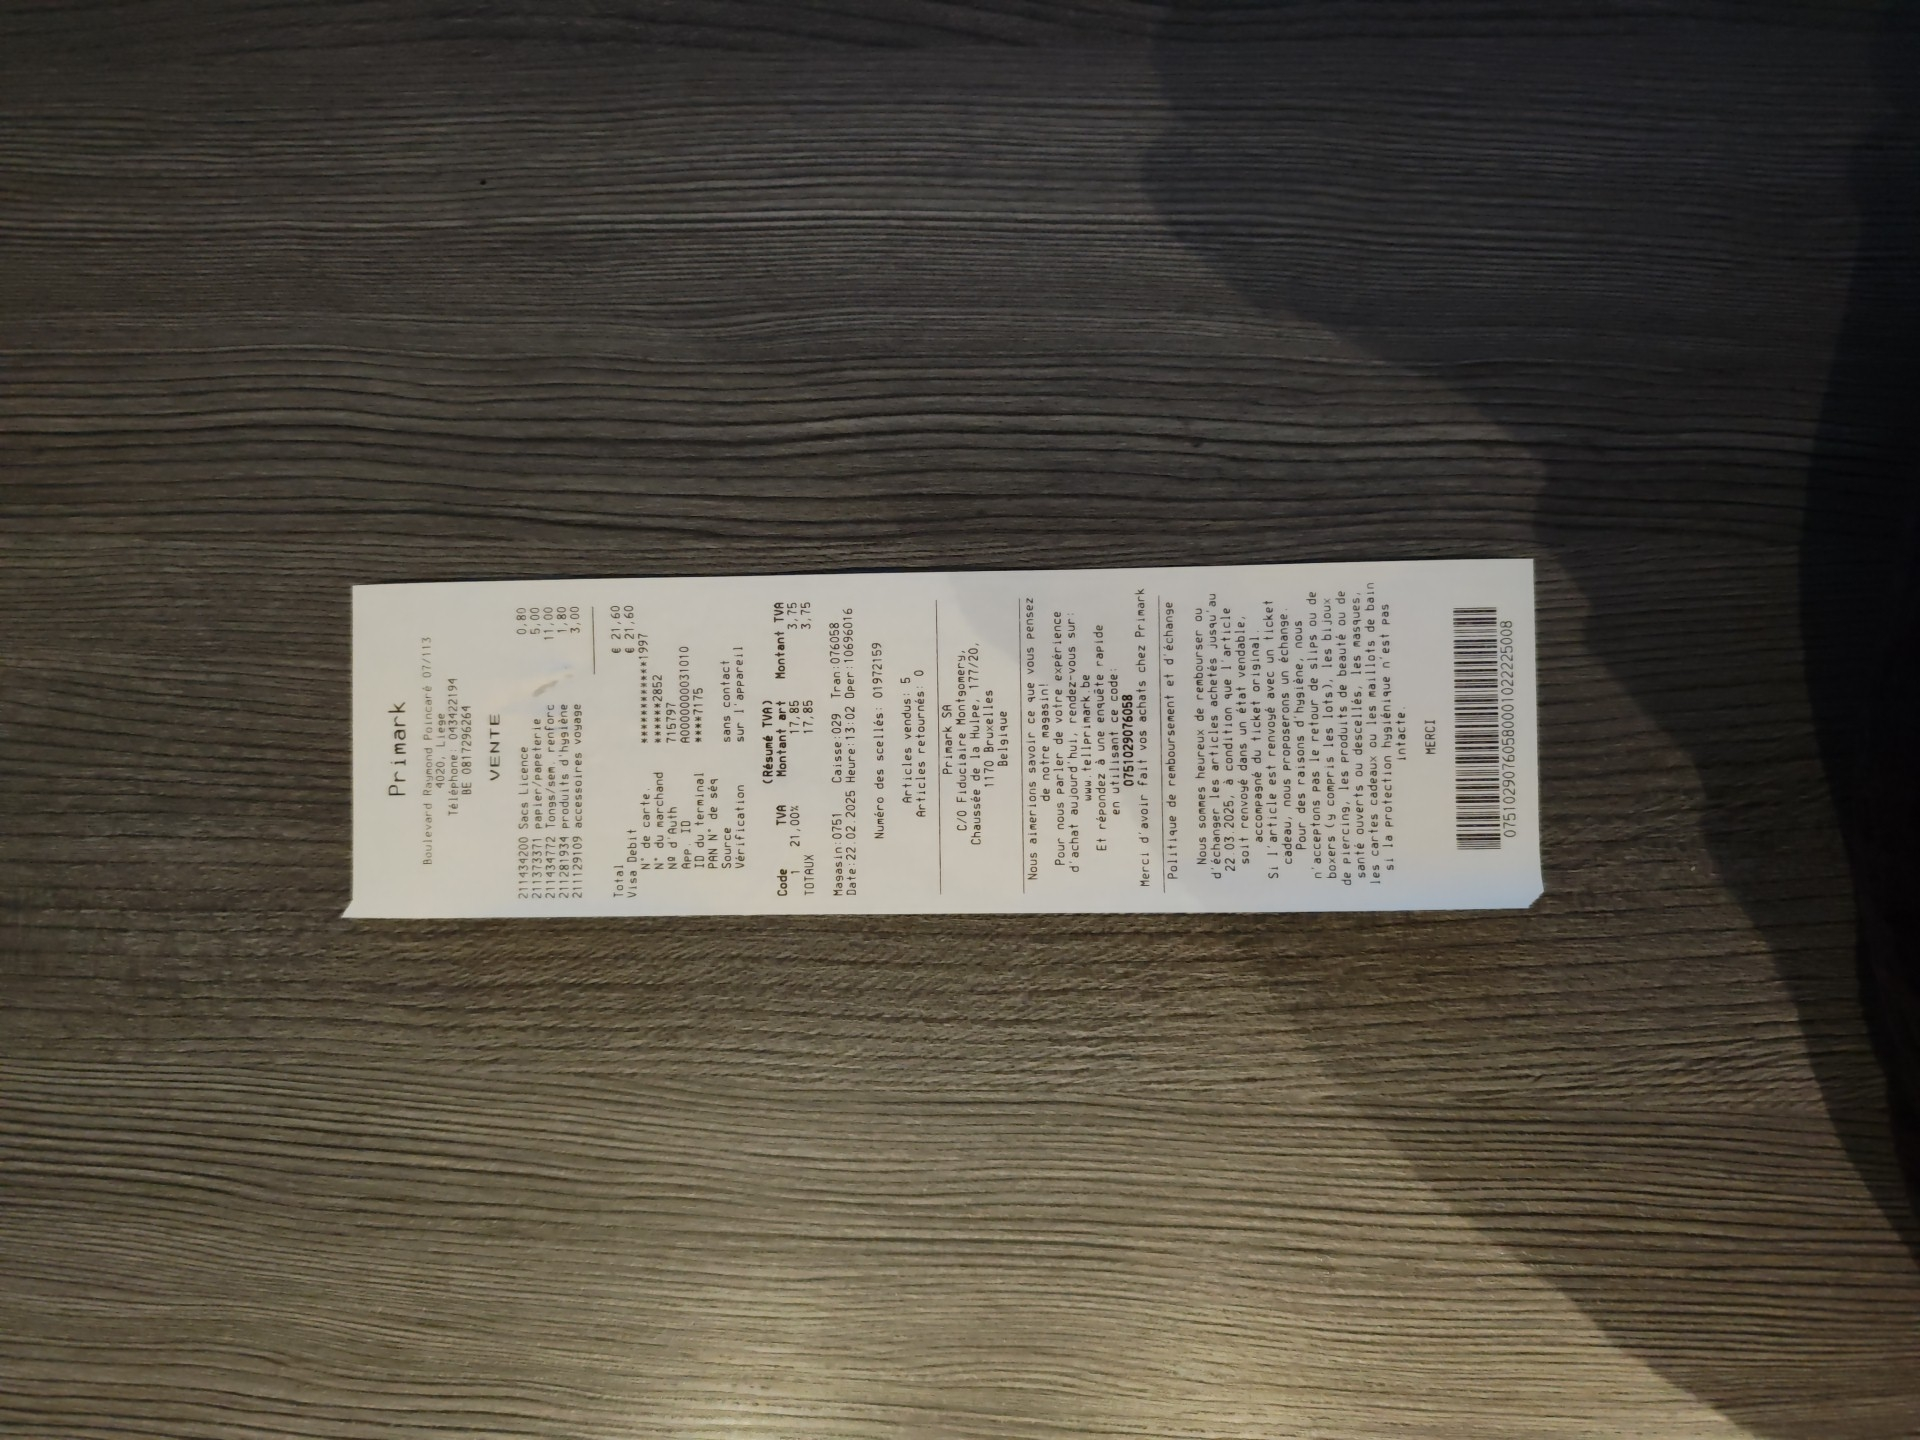 Primark
Boulevard Raymond Poincaré 07/113
4020, Liege
Téléphone: 043422194
BE 0817296264
VENTE
211434200 Sacs Licence 0,80
211373371 papier/papeterie 5,00
211434772 Tongs/sem. renforc 11,00
211281934 produits d'hygiène 1,80
211129109 accessoires voyage 3,00
Total € 21,60
Visa Debit € 21,60
N° de carte. ************1997
N° du marchand *****2852
Nº d'Auth 715797
App. ID A0000000031010
ID du terminal ****7175
PAN N° de séq
Source sans contact
Vérification sur l'appareil
(Résumé TVA)
Code TVA Montant art Montant TVA
1 21,00% 17,85 3,75
TOTAUX 17,85 3,75
Magasin:0751 Caisse:029 Tran:076058
Date:22.02.2025 Heure:13:02 Oper:10696016
Numéro des scellés: 01972159
Articles vendus: 5
Articles retournés: 0
Primark SA
C/O Fiduciaire Montgomery,
Chaussée de la Hulpe, 177/20,
1170 Bruxelles
Belgique
Nous aimerions savoir ce que vous pensez
de notre magasin!
Pour nous parler de votre expérience
d'achat aujourd'hui, rendez-vous sur:
www.tellprimark.be
Et répondez à une enquête rapide
en utilisant ce code:
0751029076058
Merci d'avoir fait vos achats chez Primark
Politique de remboursement et d'échange
Nous sommes heureux de rembourser ou
d'échanger les articles achetés jusqu'au
22.03.2025, à condition que l'article
soit renvoyé dans un état vendable,
accompagné du ticket original.
Si l'article est renvoyé avec un ticket
cadeau, nous proposerons un échange.
Pour des raisons d'hygiène, nous
n'acceptons pas le retour de slips ou de
boxers (y compris les lots), les bijoux
de piercing, les produits de beauté ou de
santé ouverts ou descellés, les masques,
les cartes cadeaux ou les maillots de bain
si la protection hygiénique n'est pas
intacte.
MERCI
07510290760580001022225008